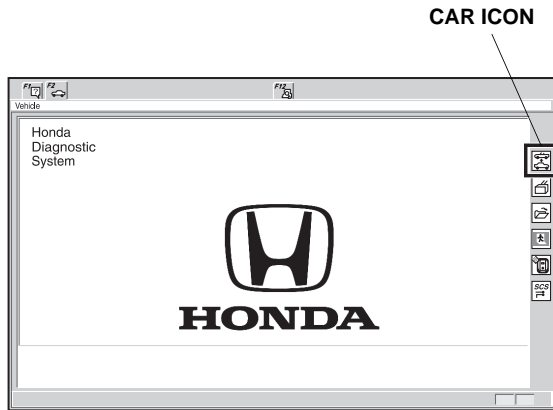 CAR ICON
F1 F2 F12
Vehicle
Honda
Diagnostic
System
HONDA
SCS